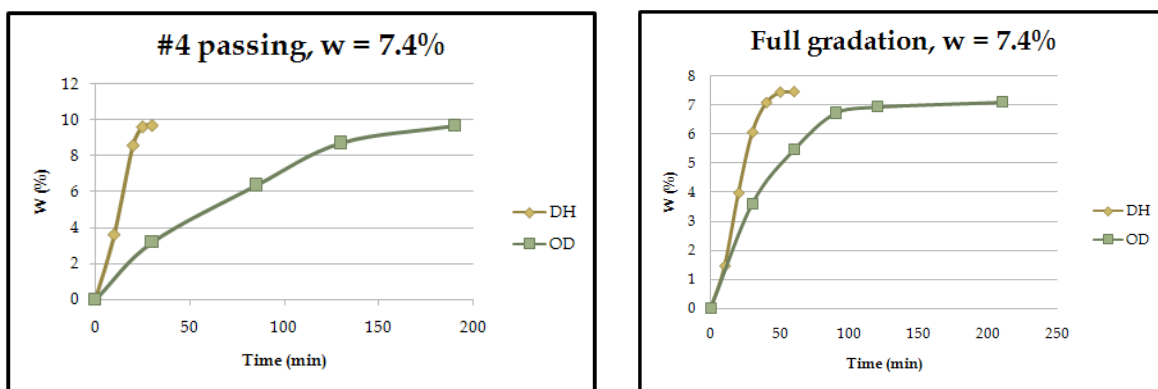 #4 passing, w = 7.4%
12
10
8
6
4
2
0
W (%)
0 50 100 150 200
Time (min)
DH
OD
Full gradation, w = 7.4%
8
7
6
5
4
3
2
1
0
W (%)
0 50 100 150 200 250
Time (min)
DH
OD